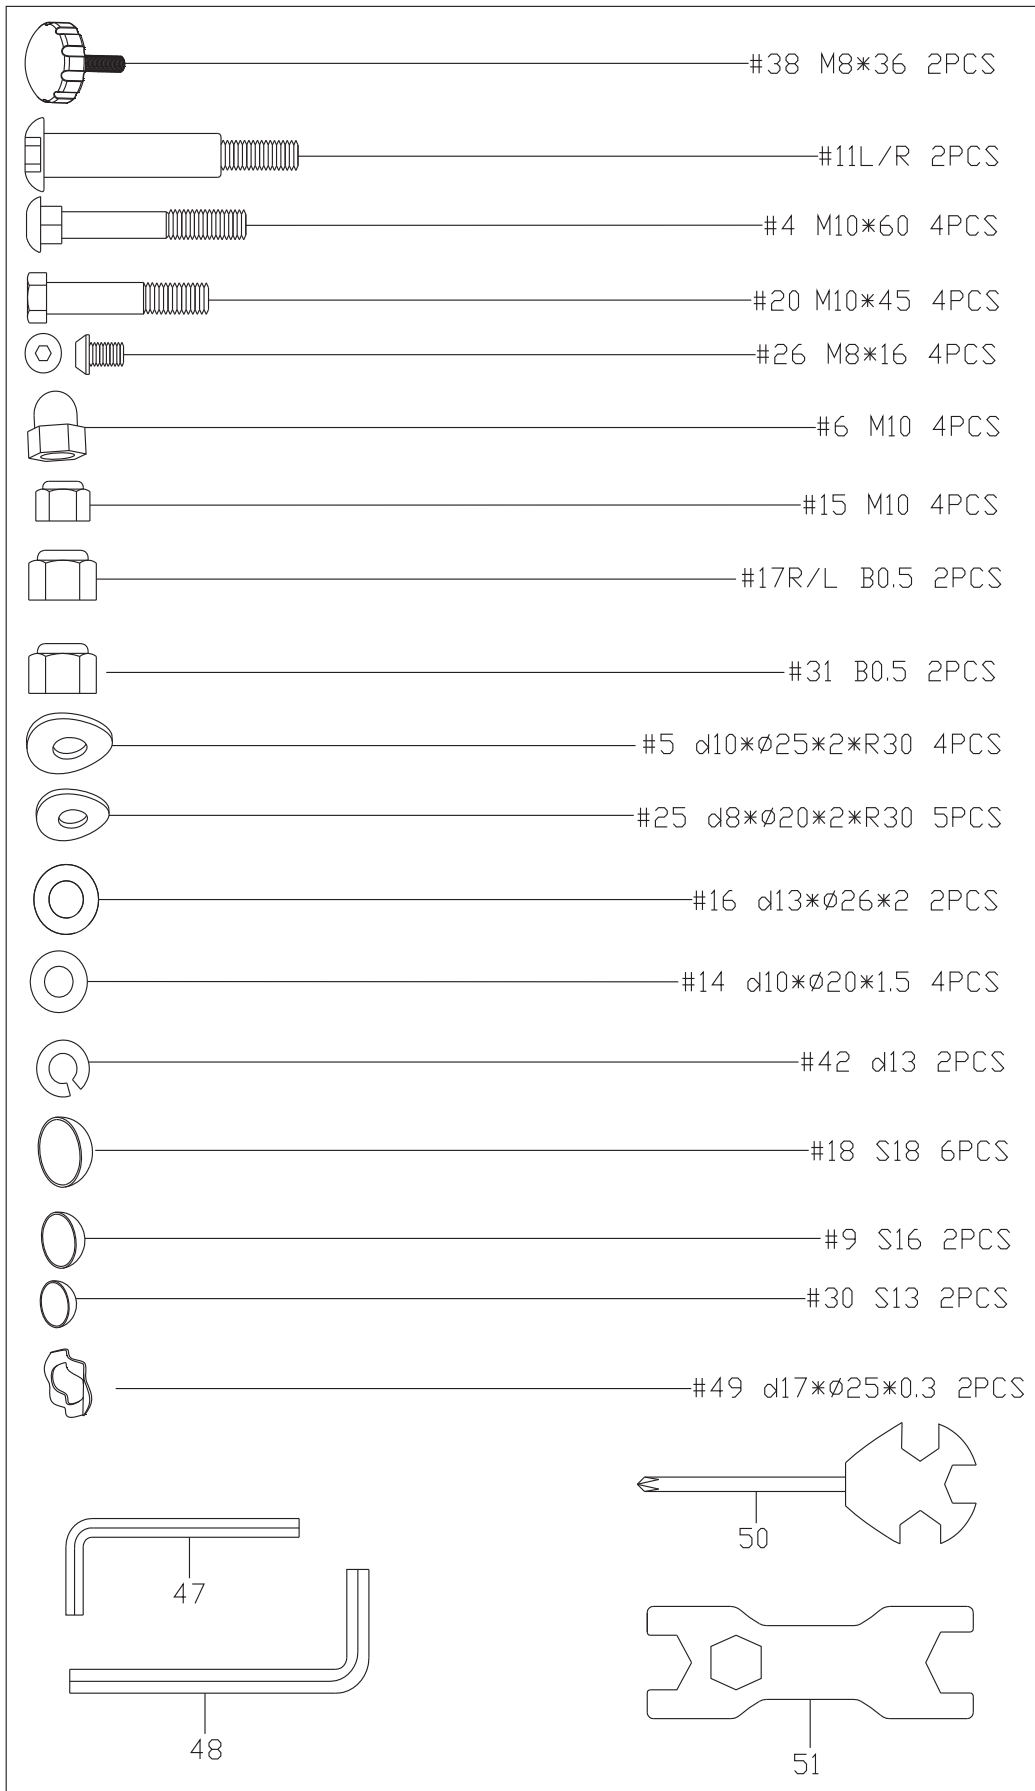 #38 M8*36 2PCS
#11L/R 2PCS
#4 M10*60 4PCS
#20 M10*45 4PCS
#26 M8*16 4PCS
#6 M10 4PCS
#15 M10 4PCS
#17R/L B0.5 2PCS
#31 B0.5 2PCS
#5 d10*Ø25*2*R30 4PCS
#25 d8*Ø20*2*R30 5PCS
#16 d13*Ø26*2 2PCS
#14 d10*Ø20*1.5 4PCS
#42 d13 2PCS
#18 S18 6PCS
#9 S16 2PCS
#30 S13 2PCS
#49 d17*Ø25*0.3 2PCS
50
47
48
51